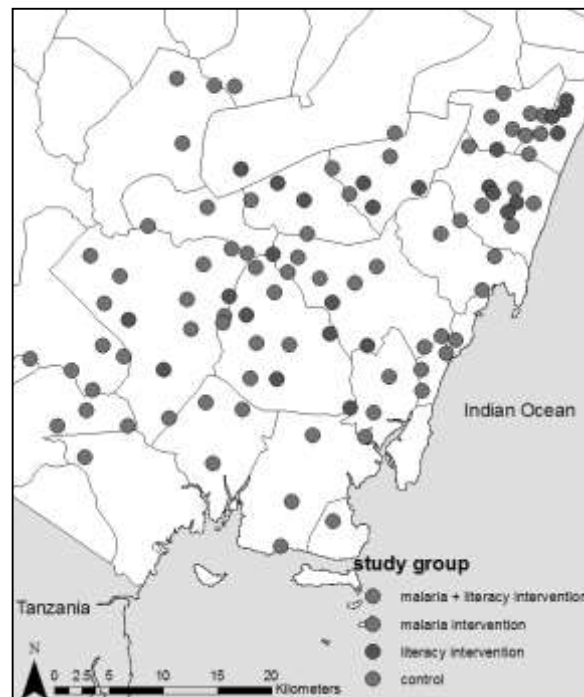 Indian Ocean
study group
malaria + literacy intervention
malaria intervention
literacy intervention
control
Tanzania
N
0 2.5 5 10 15 20
Kilometers